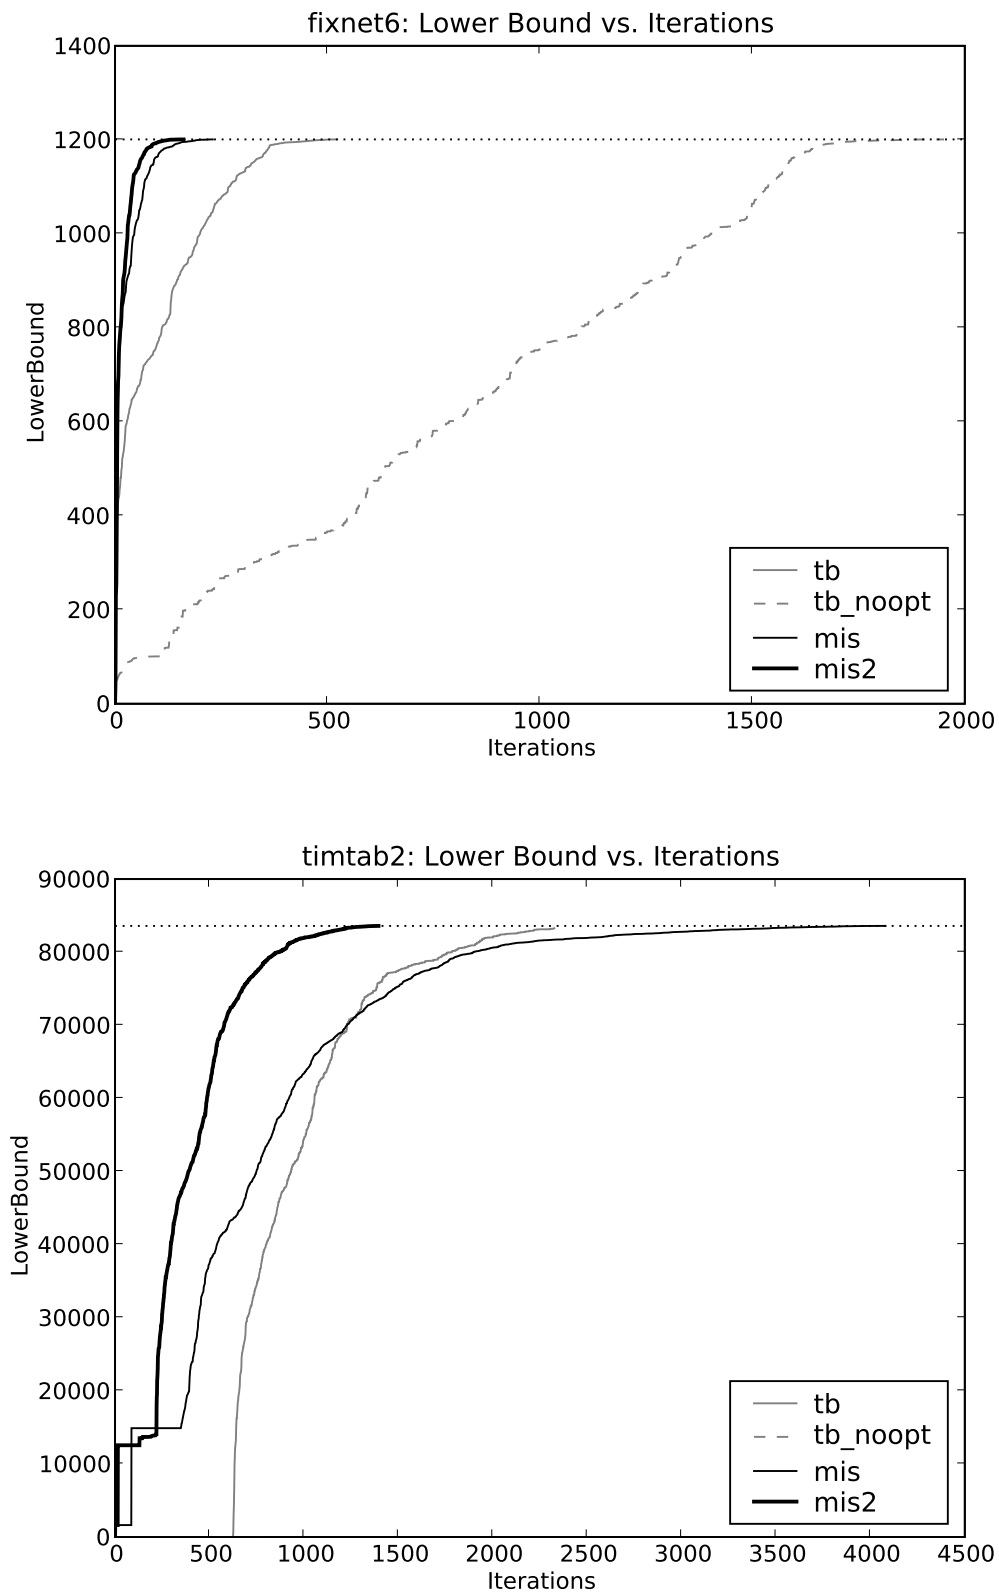 fixnet6: Lower Bound vs. Iterations
1400
1200
1000
800
600
400
200
0
LowerBound
tb
tb_noopt
mis
mis2
0 500 1000 1500 2000
Iterations
timtab2: Lower Bound vs. Iterations
90000
80000
70000
60000
50000
40000
30000
20000
10000
0
LowerBound
tb
tb_noopt
mis
mis2
0 500 1000 1500 2000 2500 3000 3500 4000 4500
Iterations